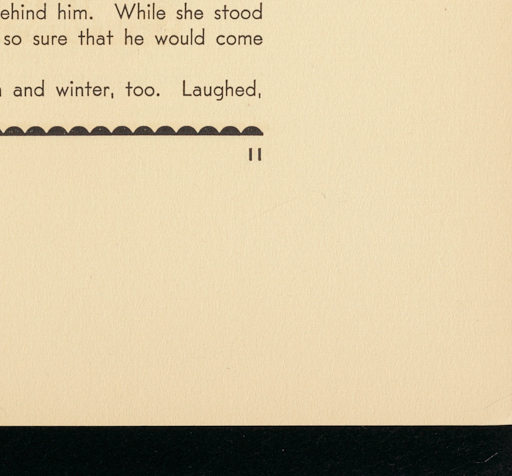 ehind him. While she stood
so sure that he would come
and winter, too. Laughed,
11